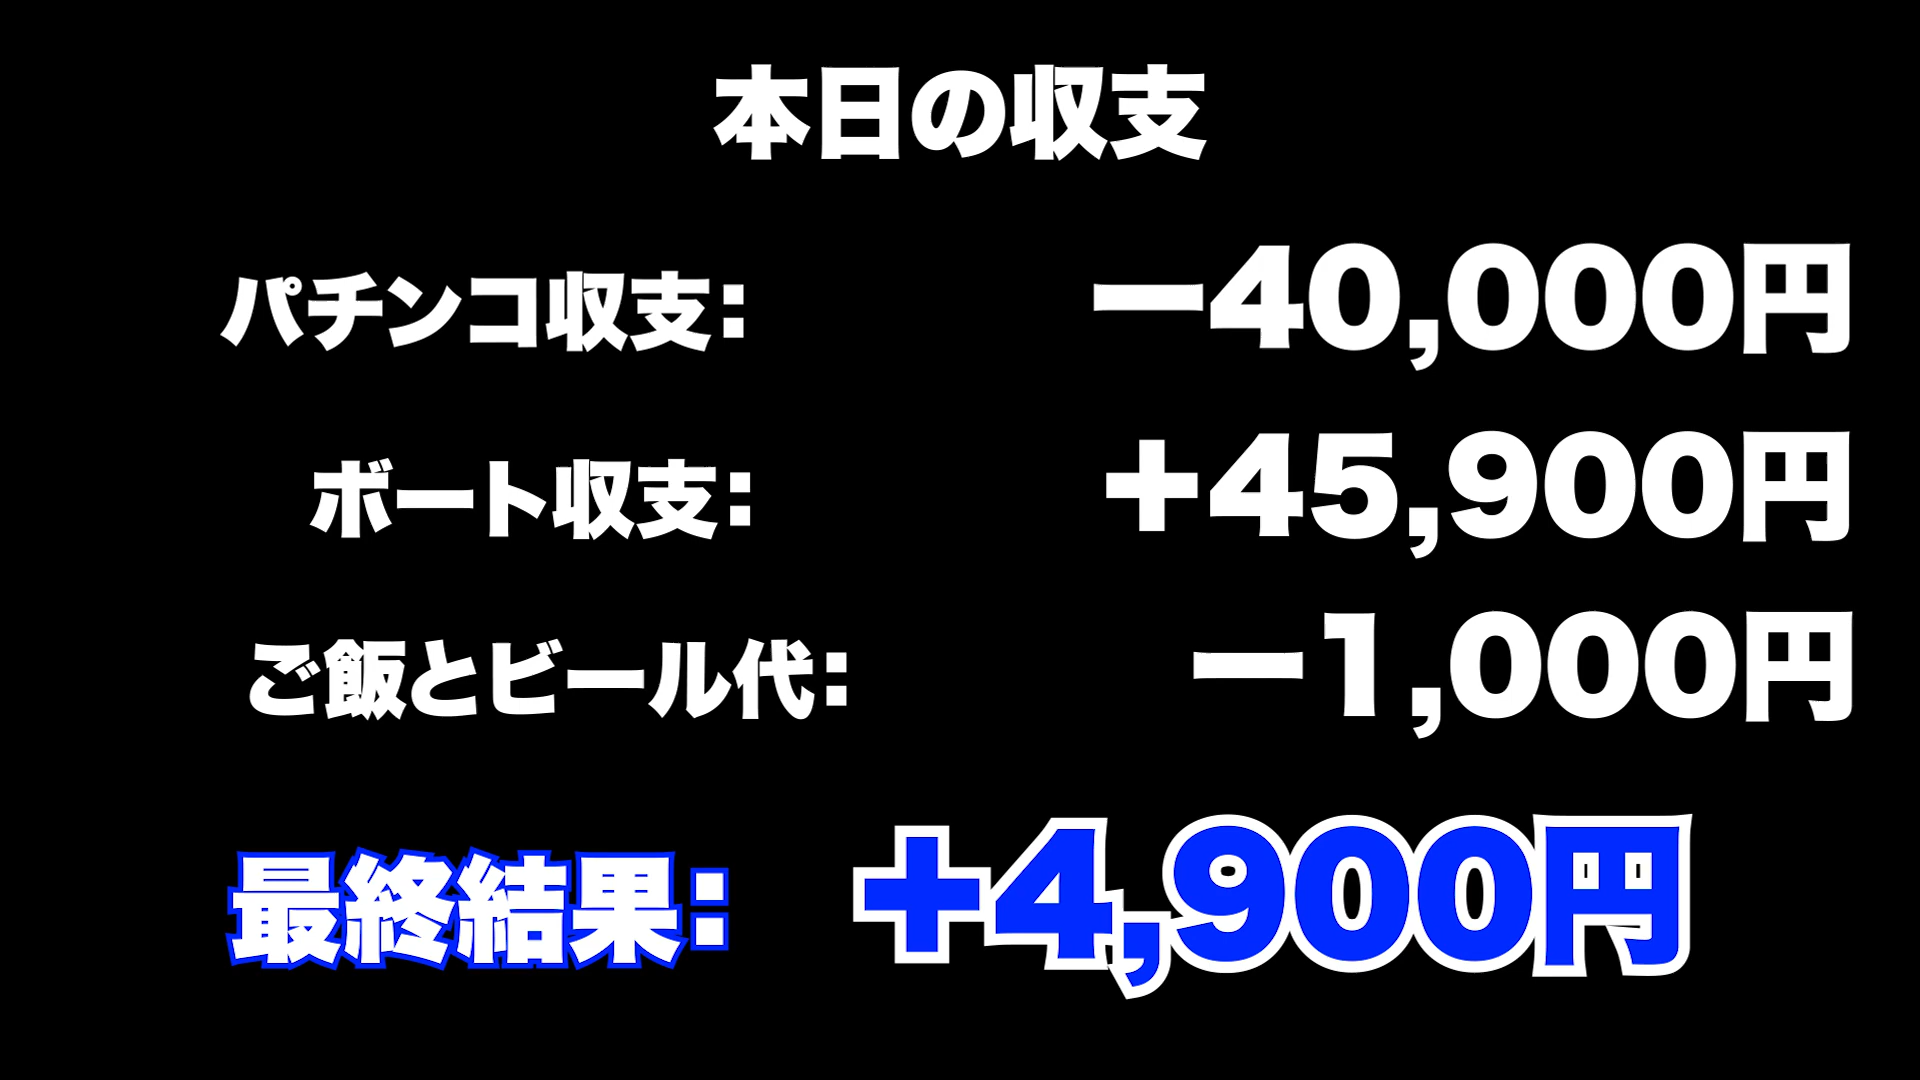 本日の収支
パチンコ収支: ー40,000円
ボート収支: +45,900円
ご飯とビール代: ー1,000円
最終結果: +4,900円